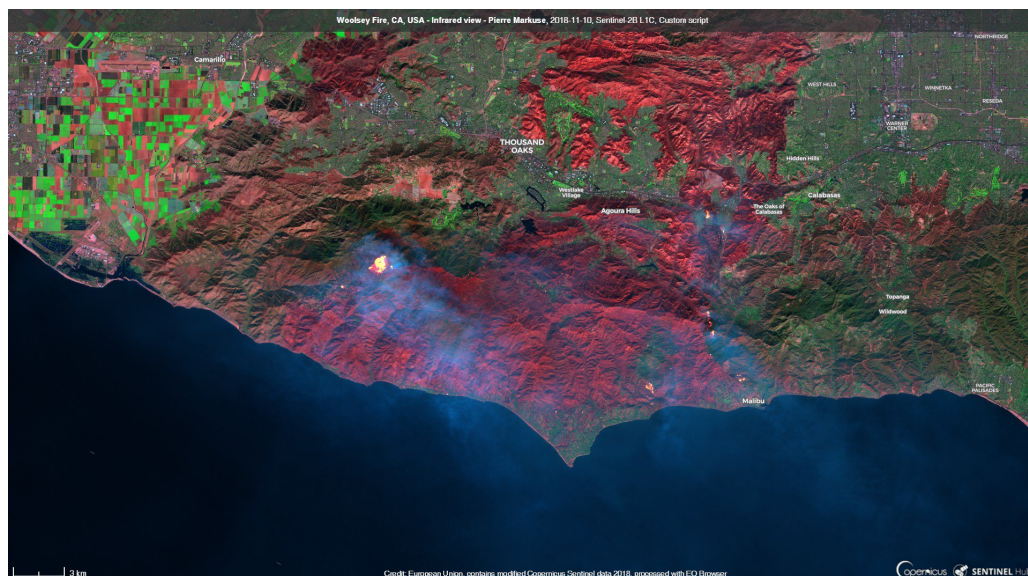 Woolsey Fire, CA, USA - Infrared view - Pierre Markuse, 2018-11-10, Sentinel-2B L1C, Custom script
NORTHRIDGE
Camarillo
WEST HILLS
WINNETKA
RESEDA
WARNER
CENTER
THOUSAND
OAKS
Hidden Hills
Westlake
Village
Calabasas
Agoura Hills
The Oaks of
Calabasas
Topanga
Wildwood
PACIFIC
PALISADES
Malibu
3 km
Credit: European Union, contains modified Copernicus Sentinel data 2018, processed with EO Browser
opernicus
SENTINEL Hu